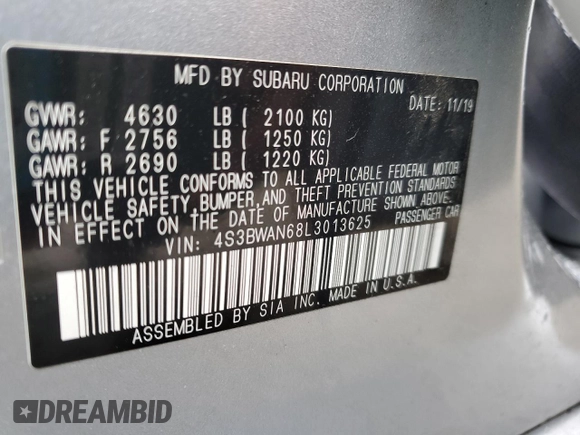 MFD BY SUBARU CORPORATION
DATE: 11/19
GVWR: 4630 LB ( 2100 KG)
GAWR: F 2756 LB ( 1250 KG)
GAWR: R 2690 LB ( 1220 KG)
THIS VEHICLE CONFORMS TO ALL APPLICABLE FEDERAL MOTOR
VEHICLE SAFETY, BUMPER, AND THEFT PREVENTION STANDARDS
IN EFFECT ON THE DATE OF MANUFACTURE SHOWN ABOVE.
VIN: 4S3BWAN68L3013625 PASSENGER CAR
ASSEMBLED BY SIA INC. MADE IN U.S.A.
DREAMBID